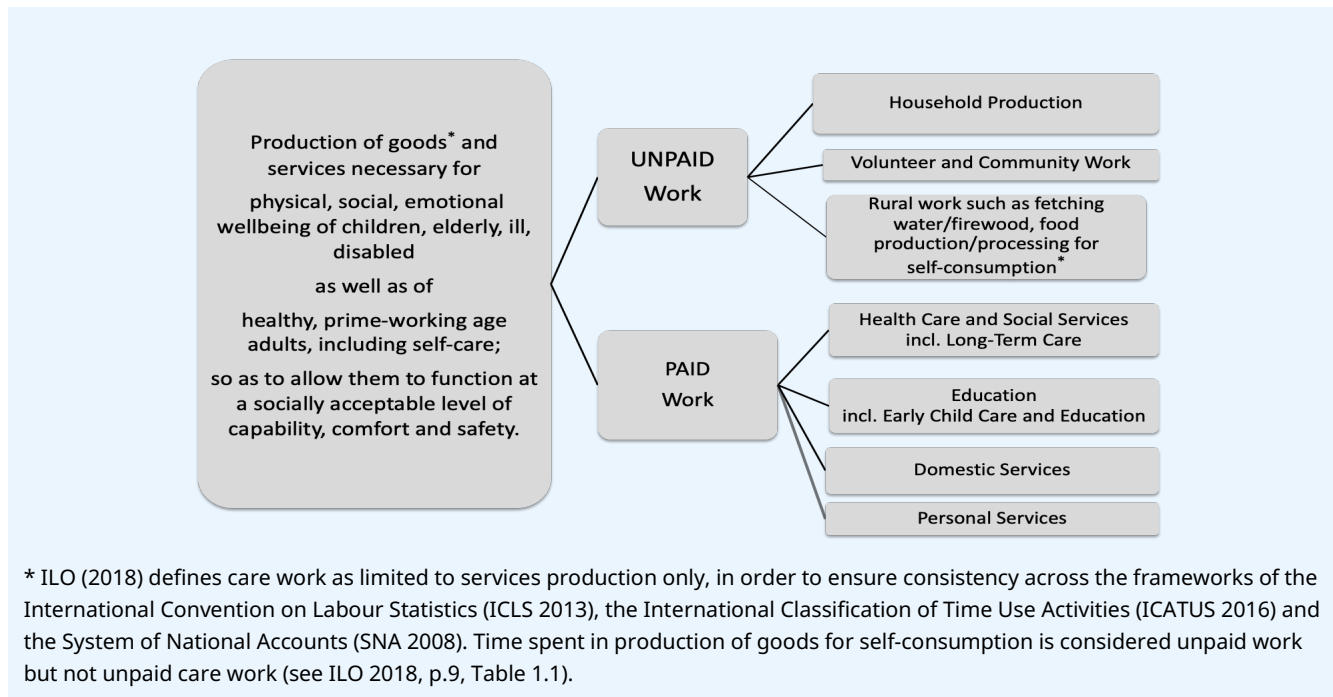 Production of goods* and
services necessary for
physical, social, emotional
wellbeing of children, elderly, ill,
disabled
as well as of
healthy, prime-working age
adults, including self-care;
so as to allow them to function at
a socially acceptable level of
capability, comfort and safety.
UNPAID
Work
Household Production
Volunteer and Community Work
Rural work such as fetching
water/firewood, food
production/processing for
self-consumption*
PAID
Work
Health Care and Social Services
incl. Long-Term Care
Education
incl. Early Child Care and Education
Domestic Services
Personal Services
* ILO (2018) defines care work as limited to services production only, in order to ensure consistency across the frameworks of the
International Convention on Labour Statistics (ICLS 2013), the International Classification of Time Use Activities (ICATUS 2016) and
the System of National Accounts (SNA 2008). Time spent in production of goods for self-consumption is considered unpaid work
but not unpaid care work (see ILO 2018, p.9, Table 1.1).